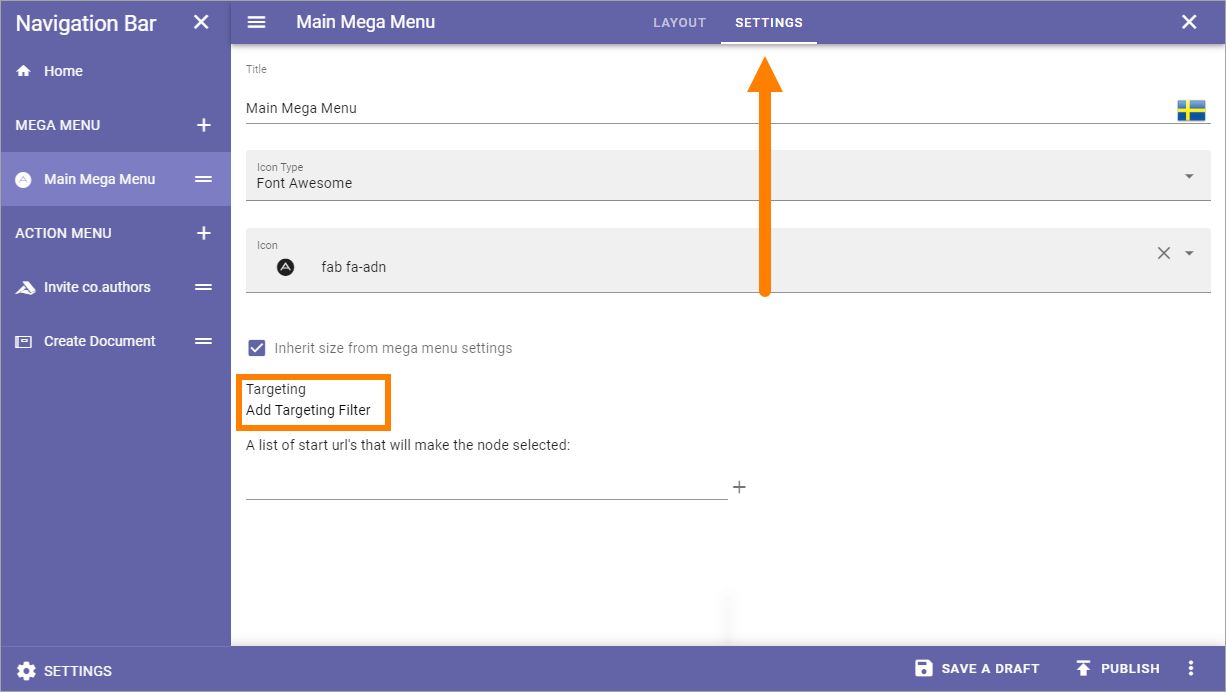 Navigation Bar
Home
MEGA MENU
Main Mega Menu
ACTION MENU
Invite co.authors
Create Document
SETTINGS
Main Mega Menu
LAYOUT
SETTINGS
Title
Main Mega Menu
Icon Type
Font Awesome
Icon
fab fa-adn
Inherit size from mega menu settings
Targeting
Add Targeting Filter
A list of start url's that will make the node selected:
SAVE A DRAFT
PUBLISH